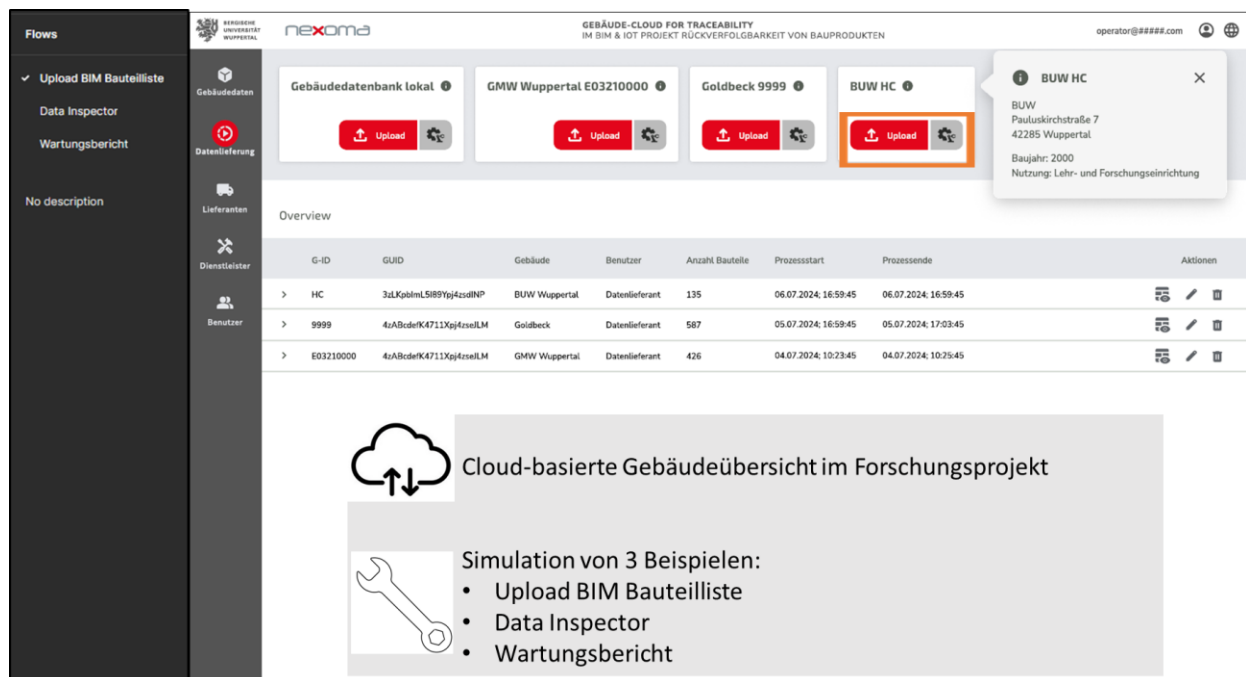 Flows
✓ Upload BIM Bauteilliste
Data Inspector
Wartungsbericht
No description
BERGISCHE
UNIVERSITÄT
WUPPERTAL
nexoma
GEBÄUDE-CLOUD FOR TRACEABILITY
IM BIM & IOT PROJEKT RÜCKVERFOLGBARKEIT VON BAUPRODUKTEN
operator@#####.com
Gebäudedaten
Datenlieferung
Lieferanten
Dienstleister
Benutzer
Gebäudedatenbank lokal
Upload
GMW Wuppertal E03210000
Upload
Goldbeck 9999
Upload
BUW HC
Upload
BUW HC
BUW
Pauluskirchstraße 7
42285 Wuppertal
Baujahr: 2000
Nutzung: Lehr- und Forschungseinrichtung
Overview
G-ID GUID Gebäude Benutzer Anzahl Bauteile Prozessstart Prozessende Aktionen
HC 3zLKpbImL5I89Ypj4zsdINP BUW Wuppertal Datenlieferant 135 06.07.2024; 16:59:45 06.07.2024; 16:59:45
9999 4zABcdefK4711Xpj4zseJLM Goldbeck Datenlieferant 587 05.07.2024; 16:59:45 05.07.2024; 17:03:45
E03210000 4zABcdefK4711Xpj4zseJLM GMW Wuppertal Datenlieferant 426 04.07.2024; 10:23:45 04.07.2024; 10:25:45
Cloud-basierte Gebäudeübersicht im Forschungsprojekt
Simulation von 3 Beispielen:
• Upload BIM Bauteilliste
• Data Inspector
• Wartungsbericht